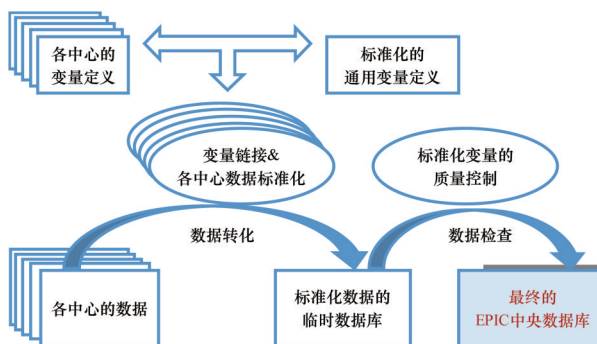 各中心的
变量定义
标准化的
通用变量定义
变量链接&
各中心数据标准化
标准化变量的
质量控制
数据转化
数据检查
各中心的数据
标准化数据的
临时数据库
最终的
EPIC中央数据库